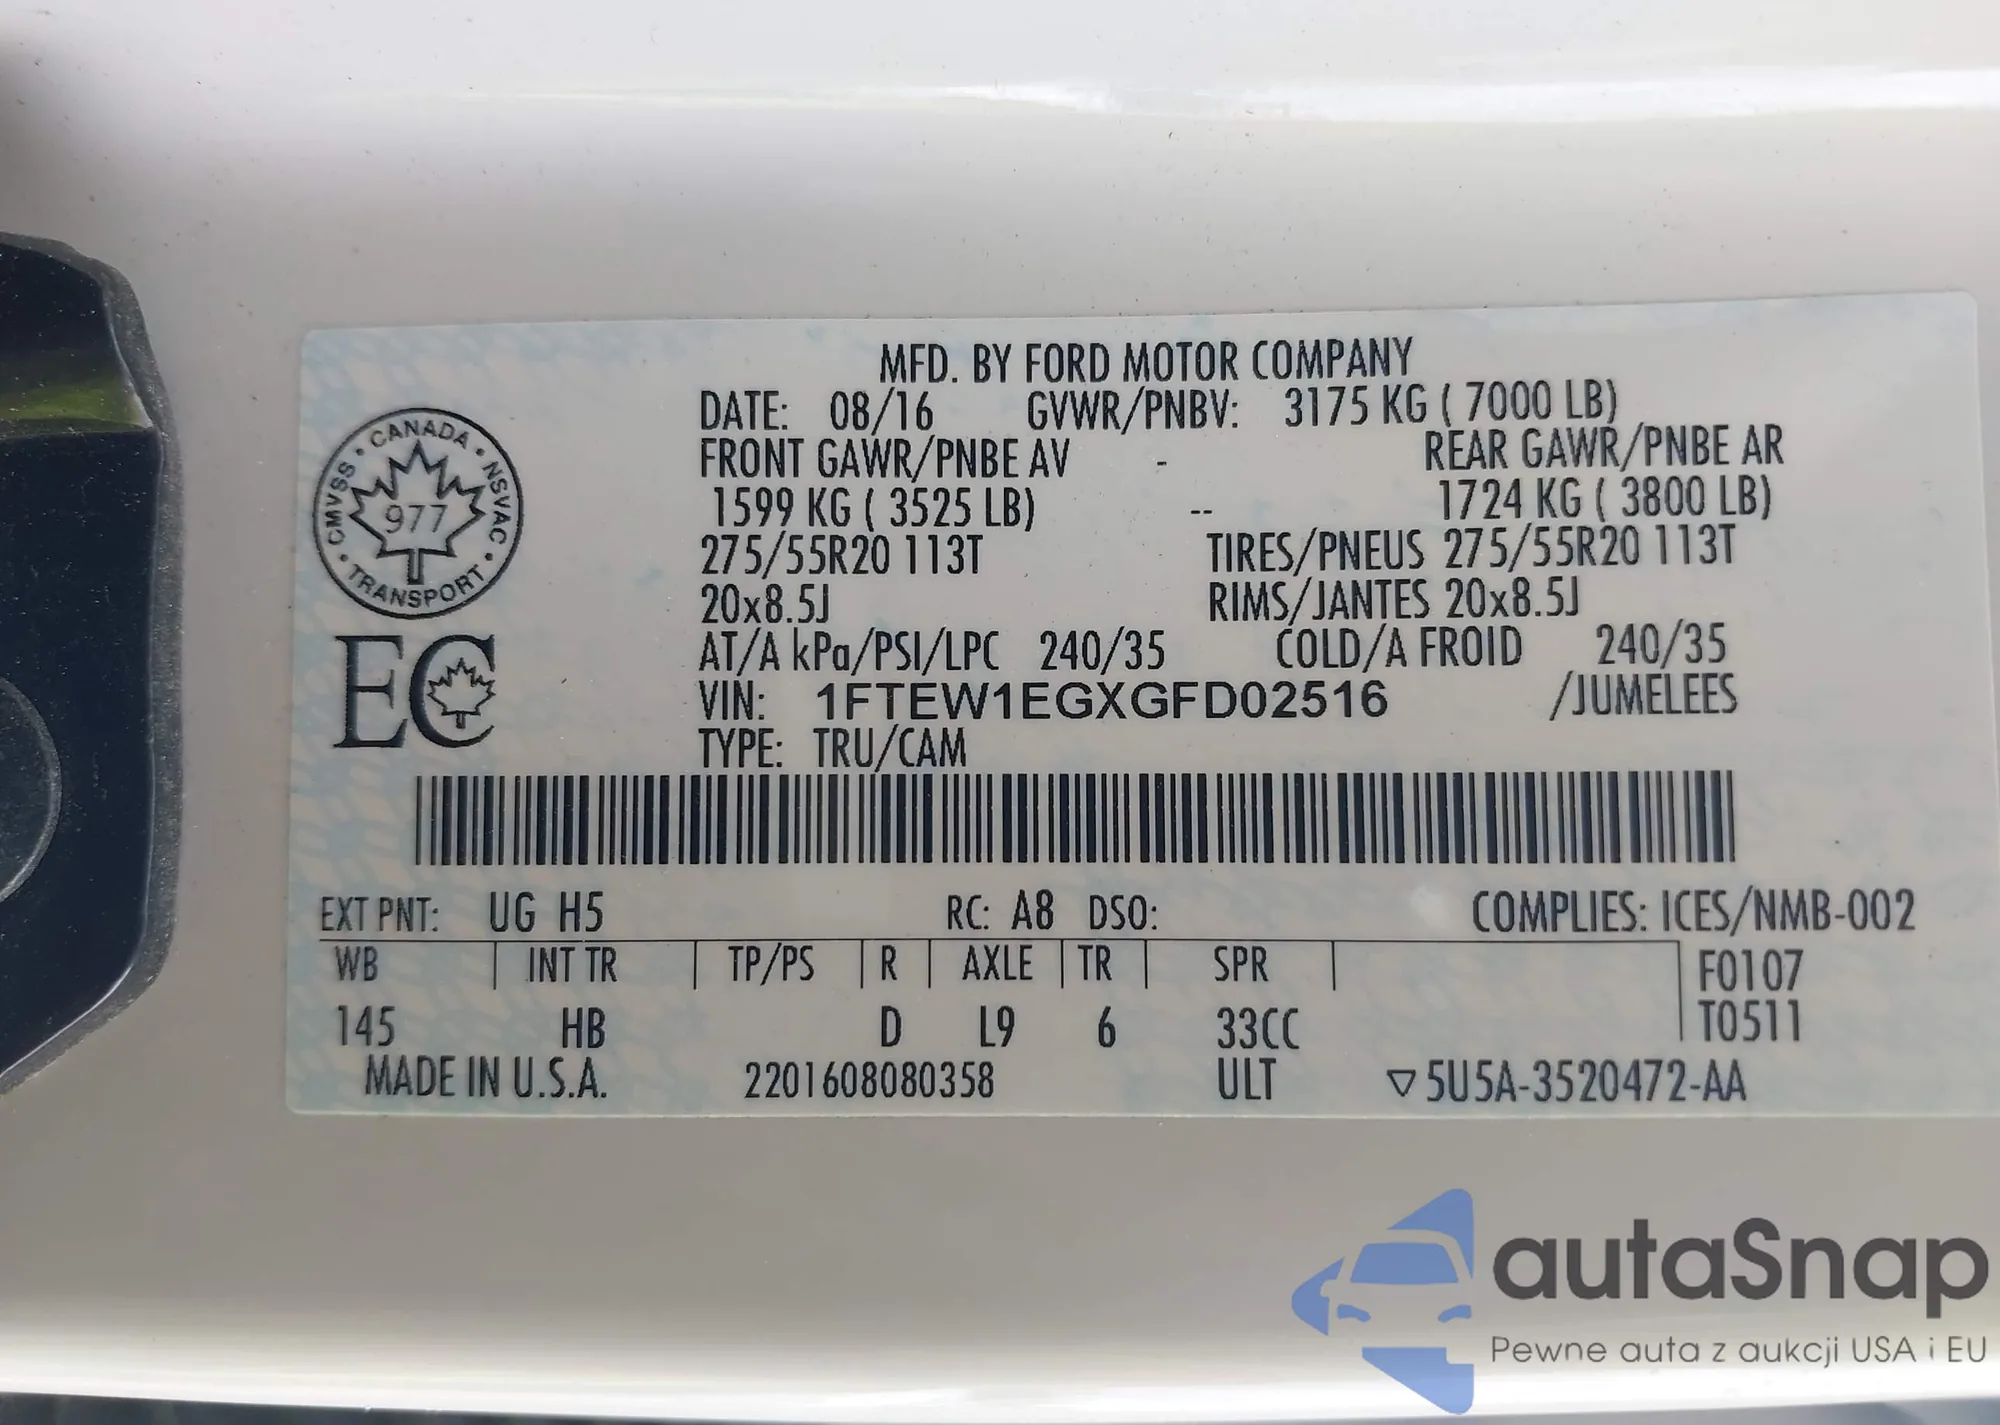 MFD. BY FORD MOTOR COMPANY
DATE: 08/16 GVWR/PNBV: 3175 KG ( 7000 LB)
FRONT GAWR/PNBE AV - REAR GAWR/PNBE AR
1599 KG ( 3525 LB) -- 1724 KG ( 3800 LB)
275/55R20 113T TIRES/PNEUS 275/55R20 113T
20x8.5J RIMS/JANTES 20x8.5J
AT/A kPa/PSI/LPC 240/35 COLD/A FROID 240/35
VIN: 1FTEW1EGXGFD02516 /JUMELEES
TYPE: TRU/CAM
CANADA · NSVAC · TRANSPORT · CMVSS ·
977
EC
EXT PNT: UG H5 RC: A8 DSO: COMPLIES: ICES/NMB-002
WB | INT TR | TP/PS | R | AXLE | TR | SPR | F0107
145 HB D L9 6 33CC T0511
MADE IN U.S.A. 2201608080358 ULT ▽5U5A-3520472-AA
autaSnap
Pewne auta z aukcji USA i EU